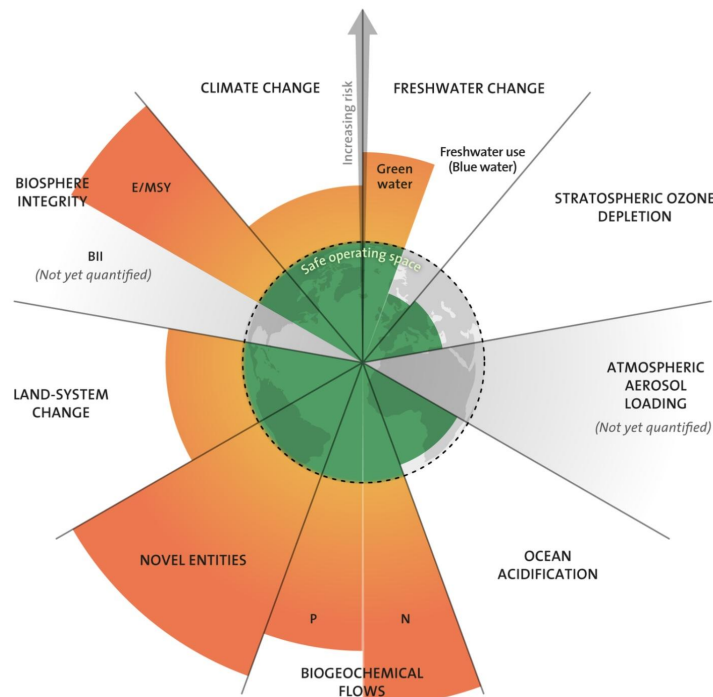 CLIMATE CHANGE
FRESHWATER CHANGE
Increasing risk
Freshwater use
(Blue water)
Green
water
E/MSY
BIOSPHERE
INTEGRITY
STRATOSPHERIC OZONE
DEPLETION
BII
(Not yet quantified)
Safe operating space
LAND-SYSTEM
CHANGE
ATMOSPHERIC
AEROSOL
LOADING
(Not yet quantified)
NOVEL ENTITIES
OCEAN
ACIDIFICATION
P
N
BIOGEOCHEMICAL
FLOWS